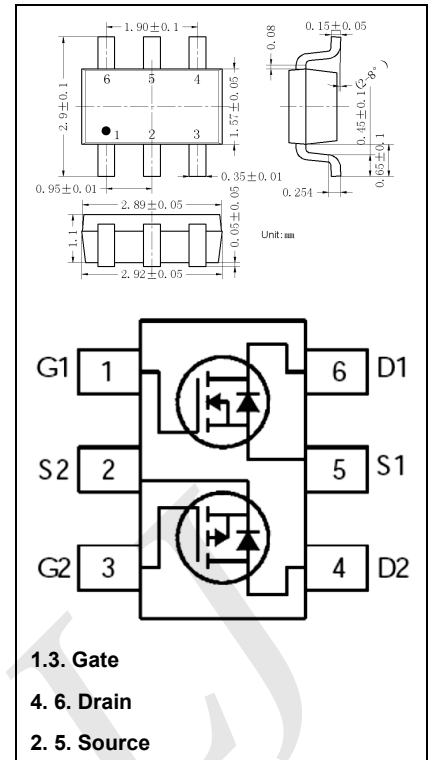 1.90±0.1
0.15±0.05
0.08
6 5 4
(2~8°)
2.9±0.1
1.57±0.05
0.45±0.1
1 2 3
0.65±0.1
0.95±0.01
0.35±0.01
0.254
2.89±0.05
0.05±0.05
1.1
Unit: mm
2.92±0.05
G1 1 6 D1
S2 2 5 S1
G2 3 4 D2
1.3. Gate
4. 6. Drain
2. 5. Source
LJ